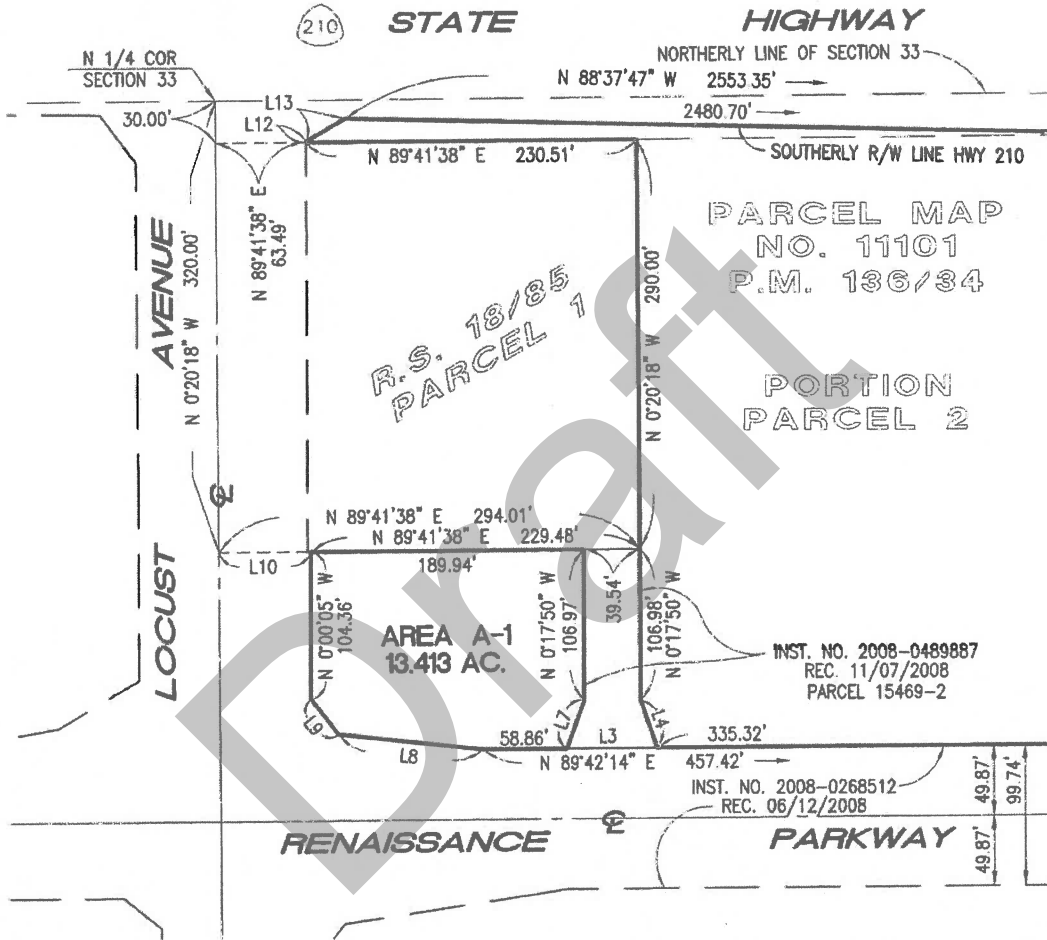 210
STATE HIGHWAY
N 1/4 COR
SECTION 33
NORTHERLY LINE OF SECTION 33
N 88°37'47" W 2553.35'
L13
30.00'
L12
2480.70'
N 89°41'38" E 230.51'
SOUTHERLY R/W LINE HWY 210
N 89°41'38" E
63.49'
N 0°20'18" W 320.00'
LOCUST AVENUE
PARCEL MAP
NO. 11101
P.M. 136/34
R.S. 18/85
PARCEL 1
290.00'
N 0°20'18" W
PORTION
PARCEL 2
CL
N 89°41'38" E 294.01'
N 89°41'38" E 229.48'
L10
189.94'
N 0°00'05" W
104.36'
AREA A-1
13.413 AC.
N 0°17'50" W
106.97'
39.54'
106.98'
N 0°17'50" W
INST. NO. 2008-0489887
REC. 11/07/2008
PARCEL 15469-2
L9
L8
58.86'
L7
L3
L4
335.32'
N 89°42'14" E 457.42'
INST. NO. 2008-0268512
REC. 06/12/2008
49.87'
99.74'
49.87'
CL
RENAISSANCE PARKWAY
Draft